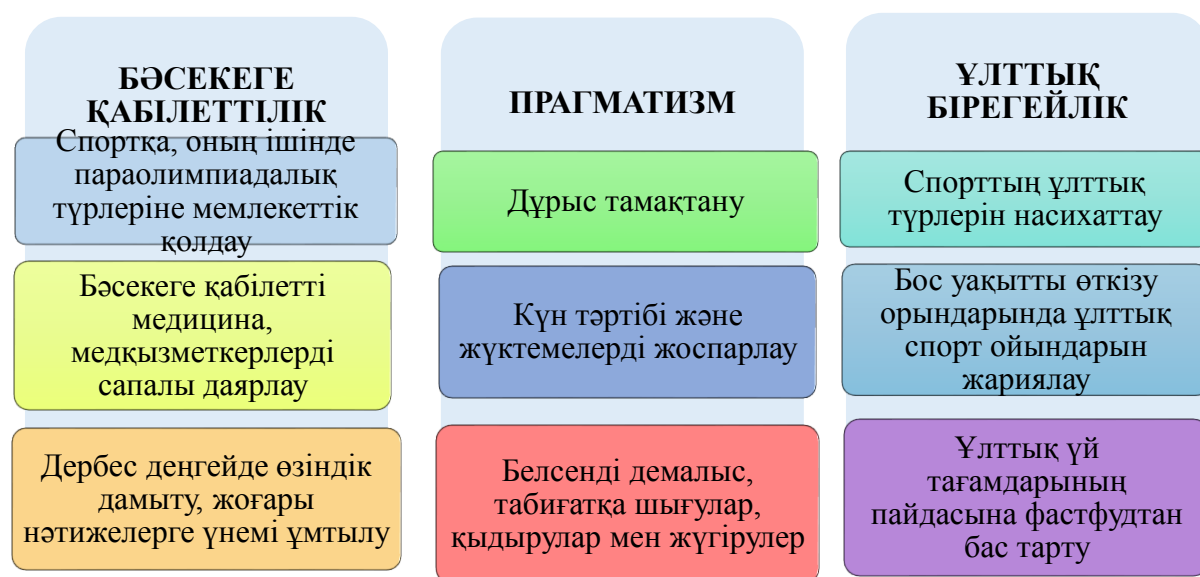 БӘСЕКЕГЕ
ҚАБІЛЕТТІЛІК
Спортқа, оның ішінде
параолимпиадалық
түрлеріне мемлекеттік
қолдау
Бәсекеге қабілетті
медицина,
медқызметкерлерді
сапалы даярлау
Дербес деңгейде өзіндік
дамыту, жоғары
нәтижелерге үнемі ұмтылу
ПРАГМАТИЗМ
Дұрыс тамақтану
Күн тәртібі және
жүктемелерді жоспарлау
Белсенді демалыс,
табиғатқа шығулар,
қыдырулар мен жүгірулер
ҰЛТТЫҚ
БІРЕГЕЙЛІК
Спорттың ұлттық
түрлерін насихаттау
Бос уақытты өткізу
орындарында ұлттық
спорт ойындарын
жариялау
Ұлттық үй
тағамдарының
пайдасына фастфудтан
бас тарту